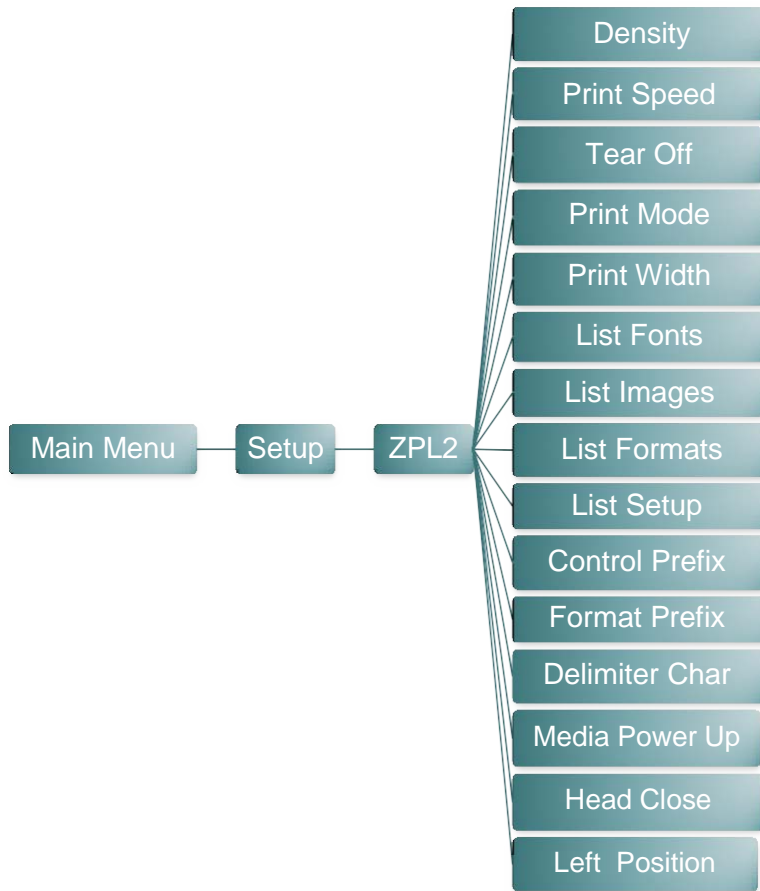 Main Menu
Setup
ZPL2
Density
Print Speed
Tear Off
Print Mode
Print Width
List Fonts
List Images
List Formats
List Setup
Control Prefix
Format Prefix
Delimiter Char
Media Power Up
Head Close
Left Position